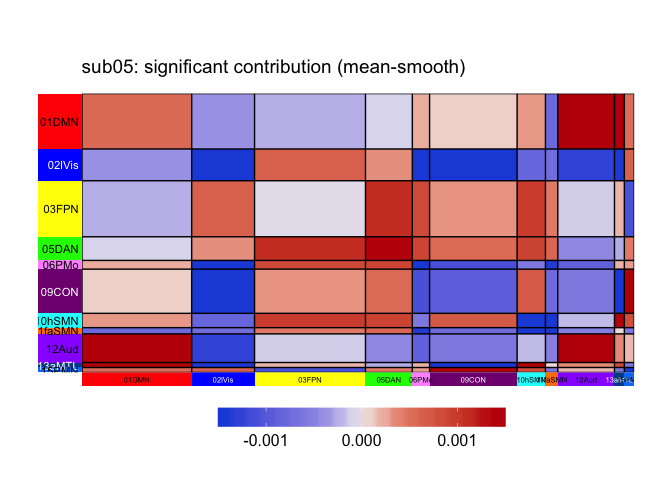 sub05: significant contribution (mean-smooth)
01DMN
02lVis
03FPN
05DAN
06PMo
09CON
10hSMN
12Aud
01DMN
02lVis
03FPN
05DAN
06PMo
09CON
10hSMN
12Aud
-0.001 0.000 0.001